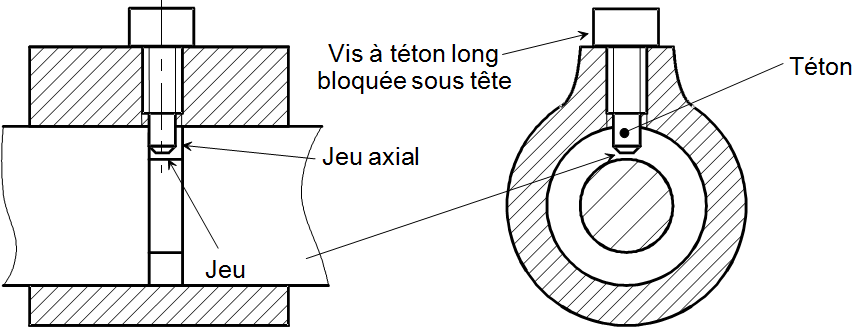 Vis à téton long
bloquée sous tête
Téton
Jeu axial
Jeu